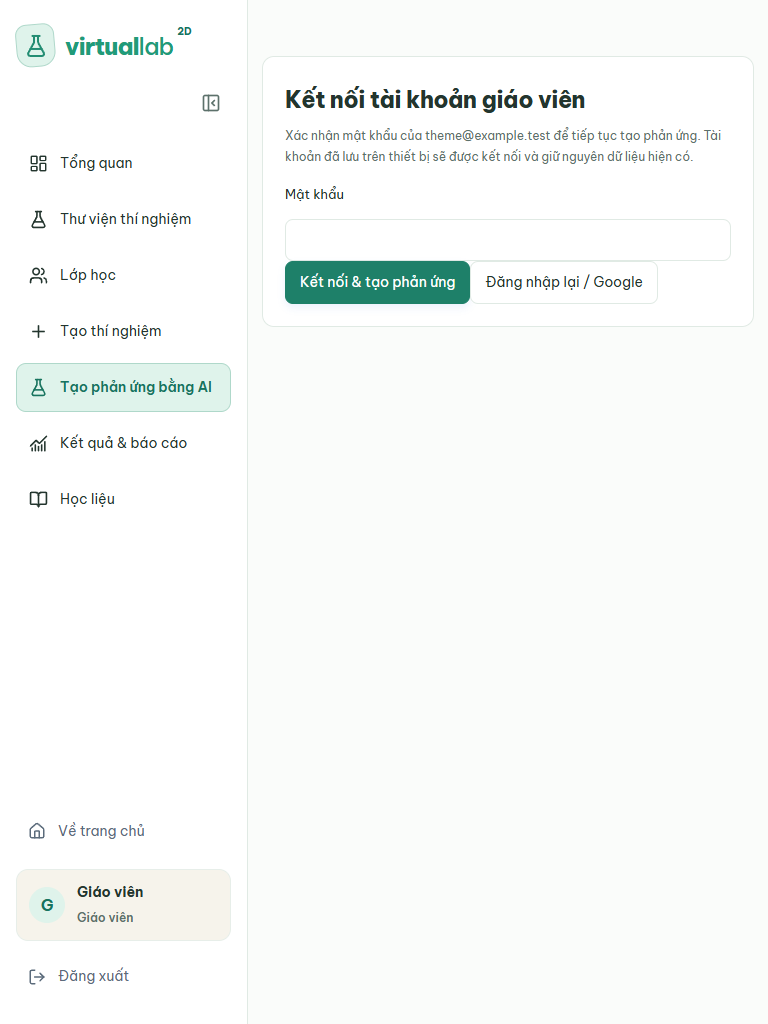 virtuallab 2D
Tổng quan
Thư viện thí nghiệm
Lớp học
Tạo thí nghiệm
Tạo phản ứng bằng AI
Kết quả & báo cáo
Học liệu
Về trang chủ
G
Giáo viên
Giáo viên
Đăng xuất
Kết nối tài khoản giáo viên
Xác nhận mật khẩu của theme@example.test để tiếp tục tạo phản ứng. Tài
khoản đã lưu trên thiết bị sẽ được kết nối và giữ nguyên dữ liệu hiện có.
Mật khẩu
Kết nối & tạo phản ứng
Đăng nhập lại / Google